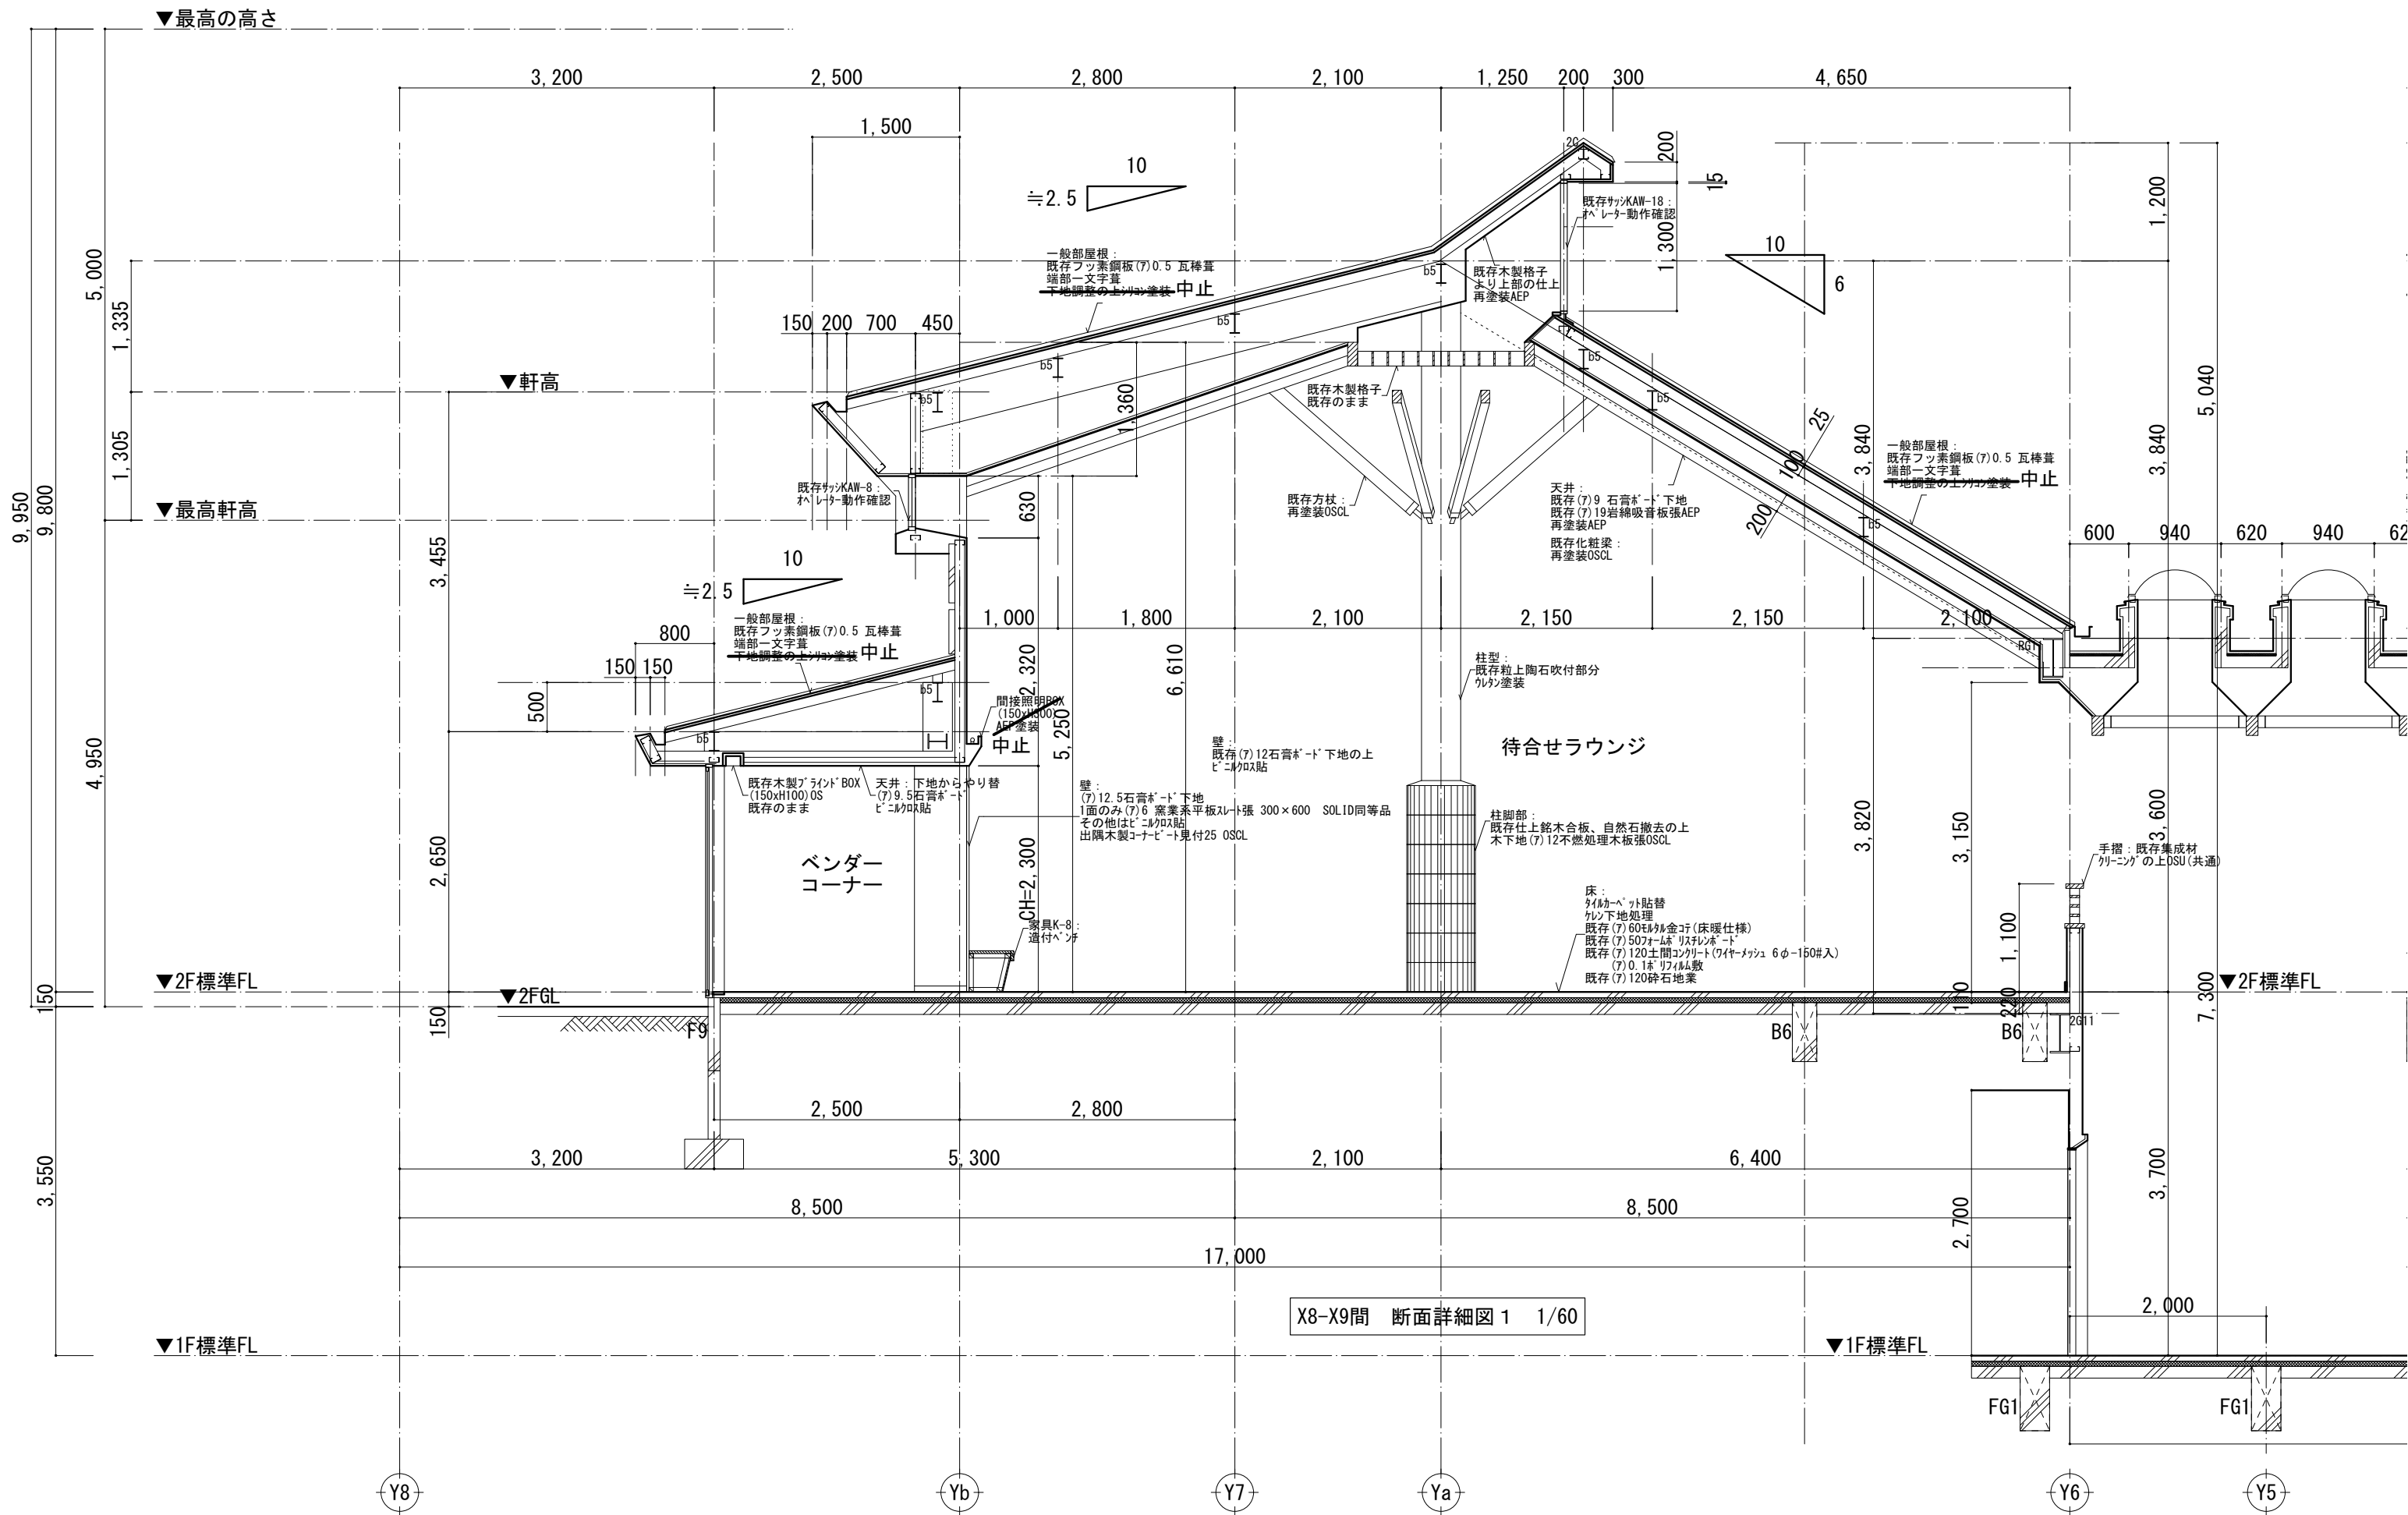 ▼最高の高さ
3,200
2,500
2,800
2,100
1,250
200
300
4,650
1,500
10
≒2.5
2G
200
15
既存ｻｯｼKAW-18：
ｵﾍﾟﾚｰﾀｰ動作確認
1,300
1,200
10
6
一般部屋根：
既存フッ素鋼板(ｱ)0.5 瓦棒葺
端部一文字葺
下地調整の上ｼﾘｺﾝ塗装 中止
b5
既存木製格子
より上部の仕上
再塗装AEP
5,000
1,335
150
200
700
450
b5
b5
b5
b5
b5
▼軒高
1,360
既存木製格子
既存のまま
5,040
25
100
200
3,840
3,840
1,305
9,950
9,800
▼最高軒高
既存ｻｯｼKAW-8：
ｵﾍﾟﾚｰﾀｰ動作確認
630
既存方杖：
再塗装OSCL
天井：
既存(ｱ)9 石膏ﾎﾞｰﾄﾞ下地
既存(ｱ)19岩綿吸音板張AEP
再塗装AEP
既存化粧梁：
再塗装OSCL
b5
一般部屋根：
既存フッ素鋼板(ｱ)0.5 瓦棒葺
端部一文字葺
下地調整の上ｼﾘｺﾝ塗装 中止
600
940
620
940
62
3,455
10
≒2.5
一般部屋根：
既存フッ素鋼板(ｱ)0.5 瓦棒葺
端部一文字葺
下地調整の上ｼﾘｺﾝ塗装 中止
800
150
150
1,000
1,800
2,100
2,150
2,150
2,100
RG1
500
b5
b5
2,320
6,610
5,250
間接照明BOX
(150xH300)
AEP塗装
中止
柱型：
既存粒上陶石吹付部分
ｳﾚﾀﾝ塗装
壁：
既存(ｱ)12石膏ﾎﾞｰﾄﾞ下地の上
ﾋﾞﾆﾙｸﾛｽ貼
待合せラウンジ
4,950
既存木製ﾌﾞﾗｲﾝﾄﾞBOX
(150xH100)OS
既存のまま
天井：下地からやり替
(ｱ)9.5石膏ﾎﾞｰﾄﾞ
ﾋﾞﾆﾙｸﾛｽ貼
壁：
(ｱ)12.5石膏ﾎﾞｰﾄﾞ下地
1面のみ(ｱ)6 窯業系平板ｽﾚｰﾄ張 300×600 SOLID同等品
その他はﾋﾞﾆﾙｸﾛｽ貼
出隅木製ｺｰﾅｰﾋﾞｰﾄ見付25 OSCL
柱脚部：
既存仕上銘木合板、自然石撤去の上
木下地(ｱ)12不燃処理木板張OSCL
3,820
3,150
3,600
手摺：既存集成材
ｸﾘｰﾆﾝｸﾞの上OSU(共通)
2,650
ベンダー
コーナー
CH=2,300
家具K-8：
造付ﾍﾞﾝﾁ
床：
ﾀｲﾙｶｰﾍﾟｯﾄ貼替
ｹﾚﾝ下地処理
既存(ｱ)60ﾓﾙﾀﾙ金ｺﾃ(床暖仕様)
既存(ｱ)50ﾌｫｰﾑﾎﾟﾘｽﾁﾚﾝﾎﾞｰﾄﾞ
既存(ｱ)120土間ｺﾝｸﾘｰﾄ(ﾜｲﾔｰﾒｯｼｭ 6φ-150#入)
(ｱ)0.1ﾎﾟﾘﾌｨﾙﾑ敷
既存(ｱ)120砕石地業
1,100
110
220
7,300
▼2F標準FL
▼2F標準FL
▼2FGL
150
150
F9
B6
B6
2G11
2,500
2,800
3,200
5,300
2,100
6,400
3,550
8,500
8,500
2,700
3,700
17,000
X8-X9間 断面詳細図１ 1/60
2,000
▼1F標準FL
▼1F標準FL
FG1
FG1
Y8
Yb
Y7
Ya
Y6
Y5